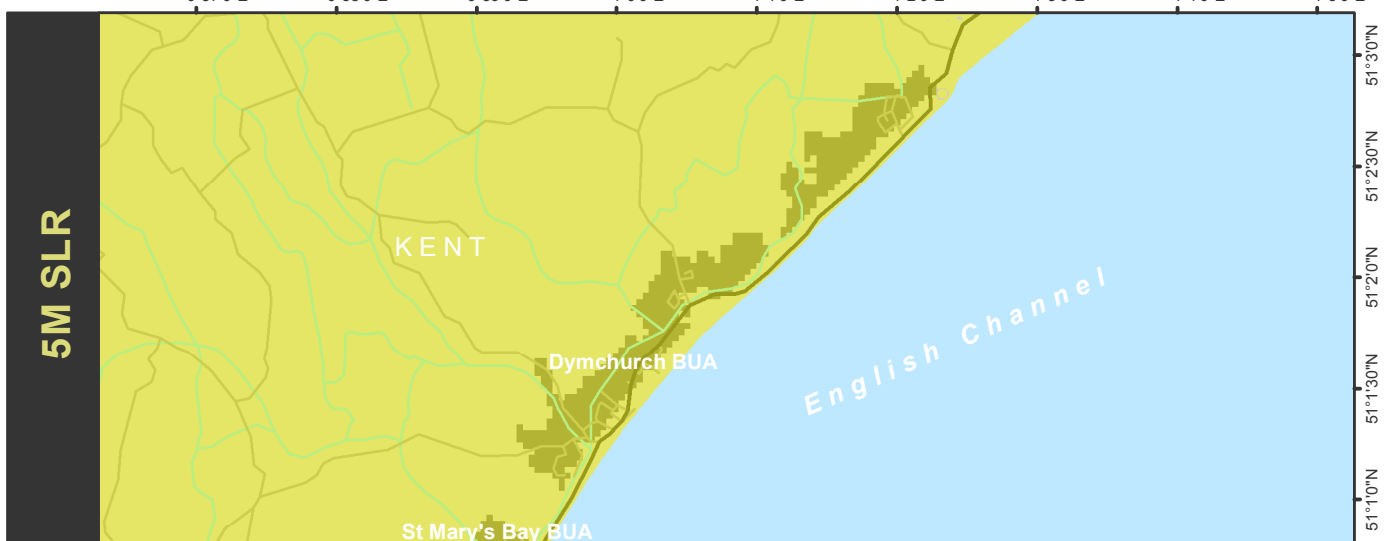 5M SLR
51°3'0"N
51°2'30"N
KENT
51°2'0"N
English Channel
Dymchurch BUA
51°1'30"N
51°1'0"N
St Mary's Bay BUA